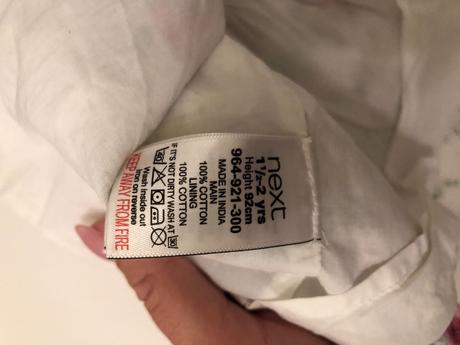 next
1½-2 yrs
Height 92cm
964-921-300
MADE IN INDIA
MAIN
100% COTTON
LINING
100% COTTON
IF IT'S NOT DIRTY WASH AT
Wash inside out
Iron on reverse
KEEP AWAY FROM FIRE